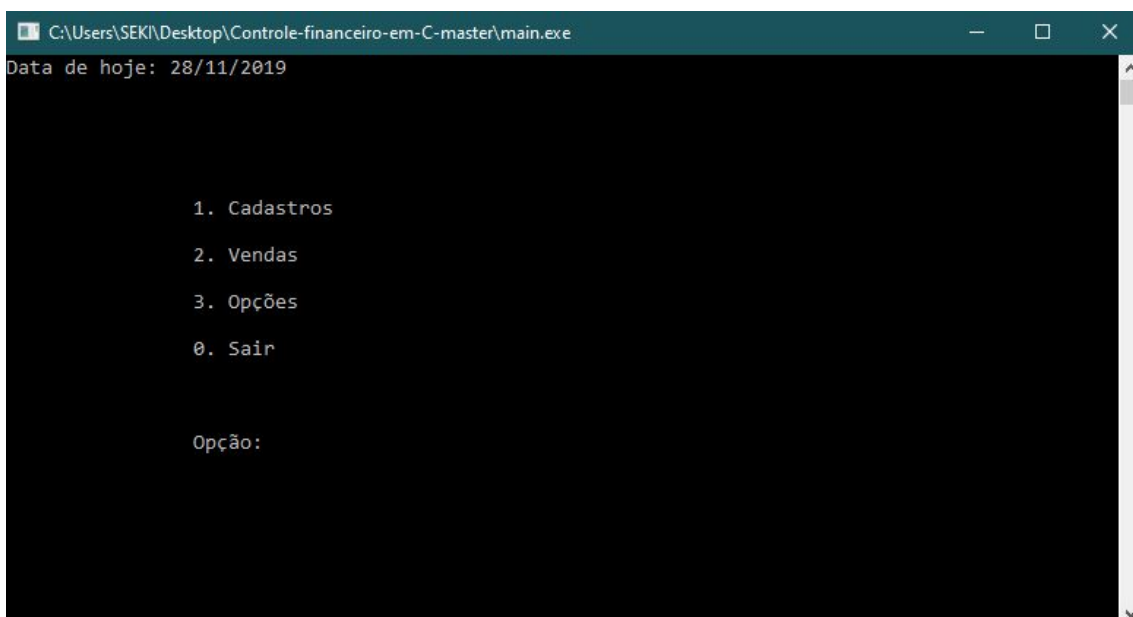 C:\Users\SEKI\Desktop\Controle-financeiro-em-C-master\main.exe
Data de hoje: 28/11/2019
1. Cadastros
2. Vendas
3. Opções
0. Sair
Opção: